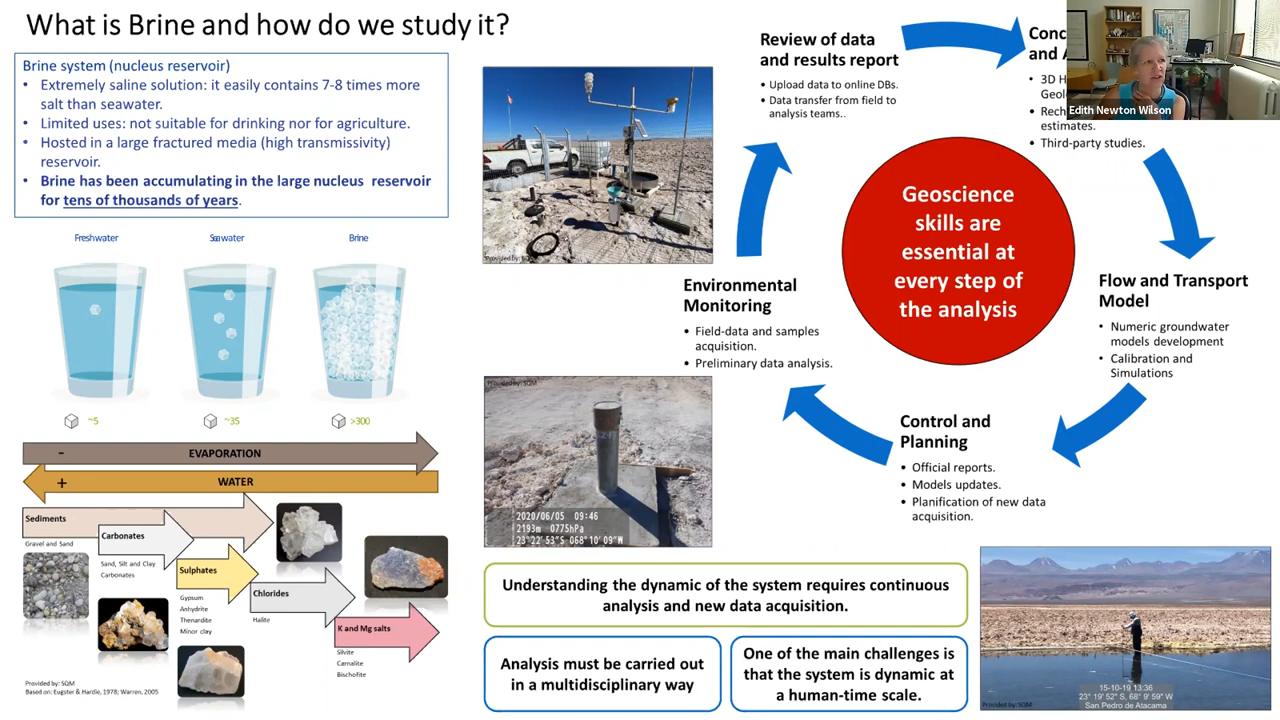 What is Brine and how do we study it?
Brine system (nucleus reservoir)
• Extremely saline solution: it easily contains 7-8 times more
salt than seawater.
• Limited uses: not suitable for drinking nor for agriculture.
• Hosted in a large fractured media (high transmissivity)
reservoir.
• Brine has been accumulating in the large nucleus reservoir
for tens of thousands of years.
Freshwater
Seawater
Brine
~5
~35
>300
- EVAPORATION
+ WATER
Sediments
Gravel and Sand
Carbonates
Sand, Silt and Clay
Carbonates
Sulphates
Gypsum
Anhydrite
Thenardite
Minor clay
Chlorides
Halite
K and Mg salts
Silvite
Carnalite
Bischofite
Provided by: SQM
Based on: Eugster & Hardie, 1978; Warren, 2005
Provided by: SQM
Provided by: SQM
2020/06/05 09:46
2193m 0775hPa
23°22'53"S 068°10'09"W
Review of data
and results report
• Upload data to online DBs.
• Data transfer from field to
analysis teams..
Conc
and A
• 3D H
Geol
• Rech
estimates.
• Third-party studies.
Edith Newton Wilson
Geoscience
skills are
essential at
every step of
the analysis
Flow and Transport
Model
• Numeric groundwater
models development
• Calibration and
Simulations
Control and
Planning
• Official reports.
• Models updates.
• Planification of new data
acquisition.
Environmental
Monitoring
• Field-data and samples
acquisition.
• Preliminary data analysis.
Understanding the dynamic of the system requires continuous
analysis and new data acquisition.
Analysis must be carried out
in a multidisciplinary way
One of the main challenges is
that the system is dynamic at
a human-time scale.
15-10-19 13:36
23° 19' 52" S, 68° 9' 59" W
San Pedro de Atacama
Provided by: SQM